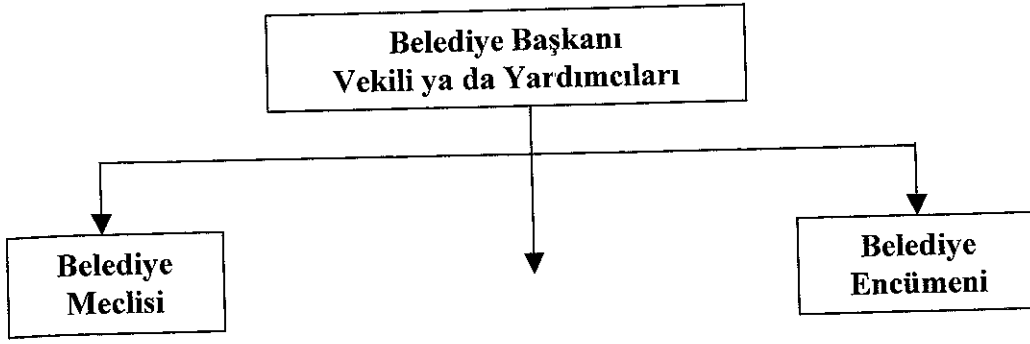 Belediye Başkanı
Vekili ya da Yardımcıları
Belediye
Meclisi
Belediye
Encümeni